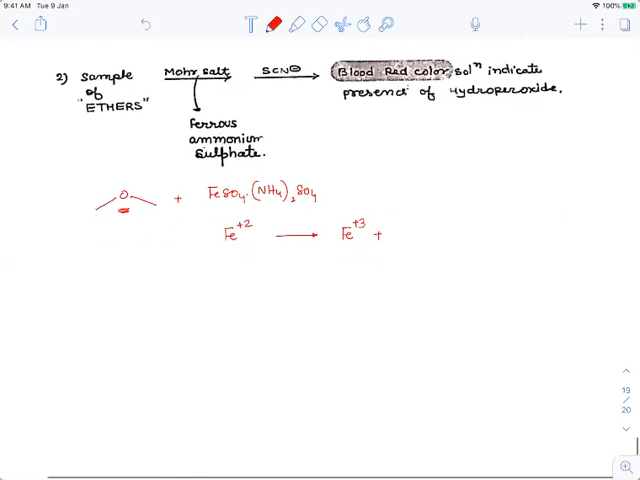 9:41 AM Tue 9 Jan
100%
2) Sample of "ETHERS" Mohr salt SCN⊖ Blood Red color solⁿ indicate presence of Hydroperoxide.
Ferrous
ammonium
sulphate.
O + FeSO4.(NH4)2SO4
Fe+2 → Fe+3 +
19
/
20